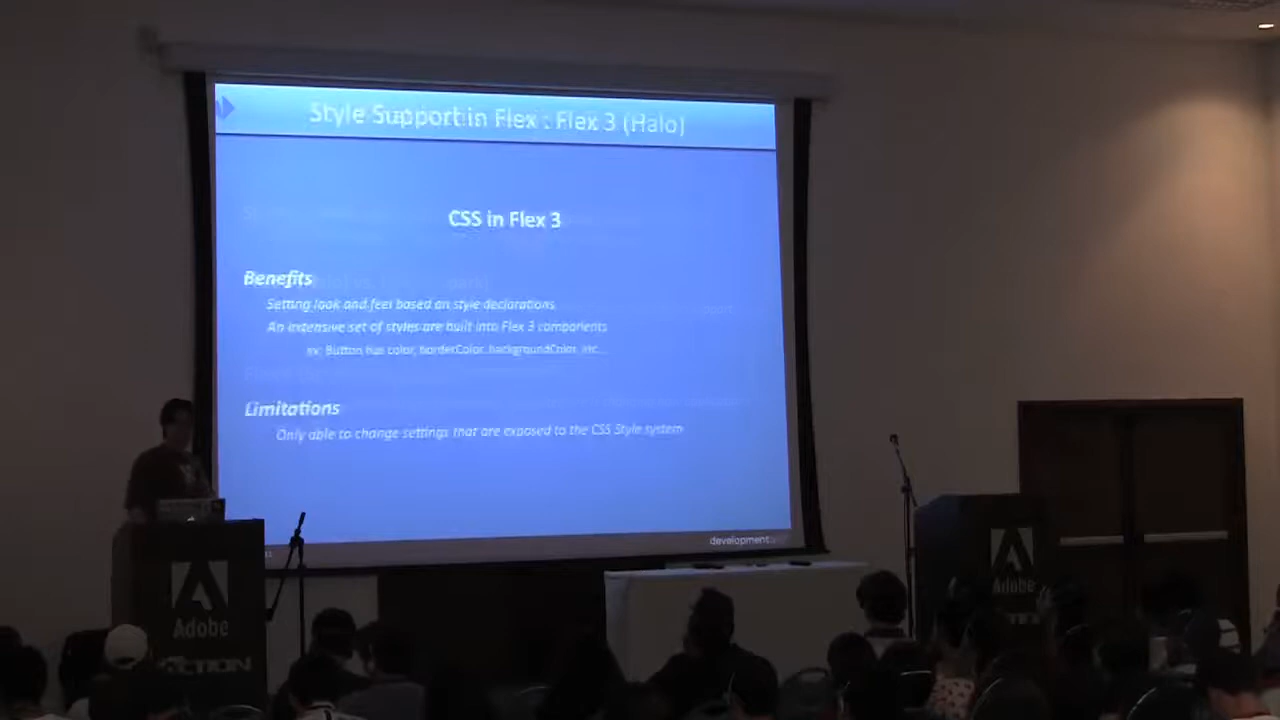 Style Support in Flex : Flex 3 (Halo)
CSS in Flex 3
Benefits
Setting look and feel based on style declarations
An extensive set of styles are built into Flex 3 components
ex: Button has color, borderColor, backgroundColor, etc...
Limitations
Only able to change settings that are exposed to the CSS Style system
development
Adobe
Adobe
CTION